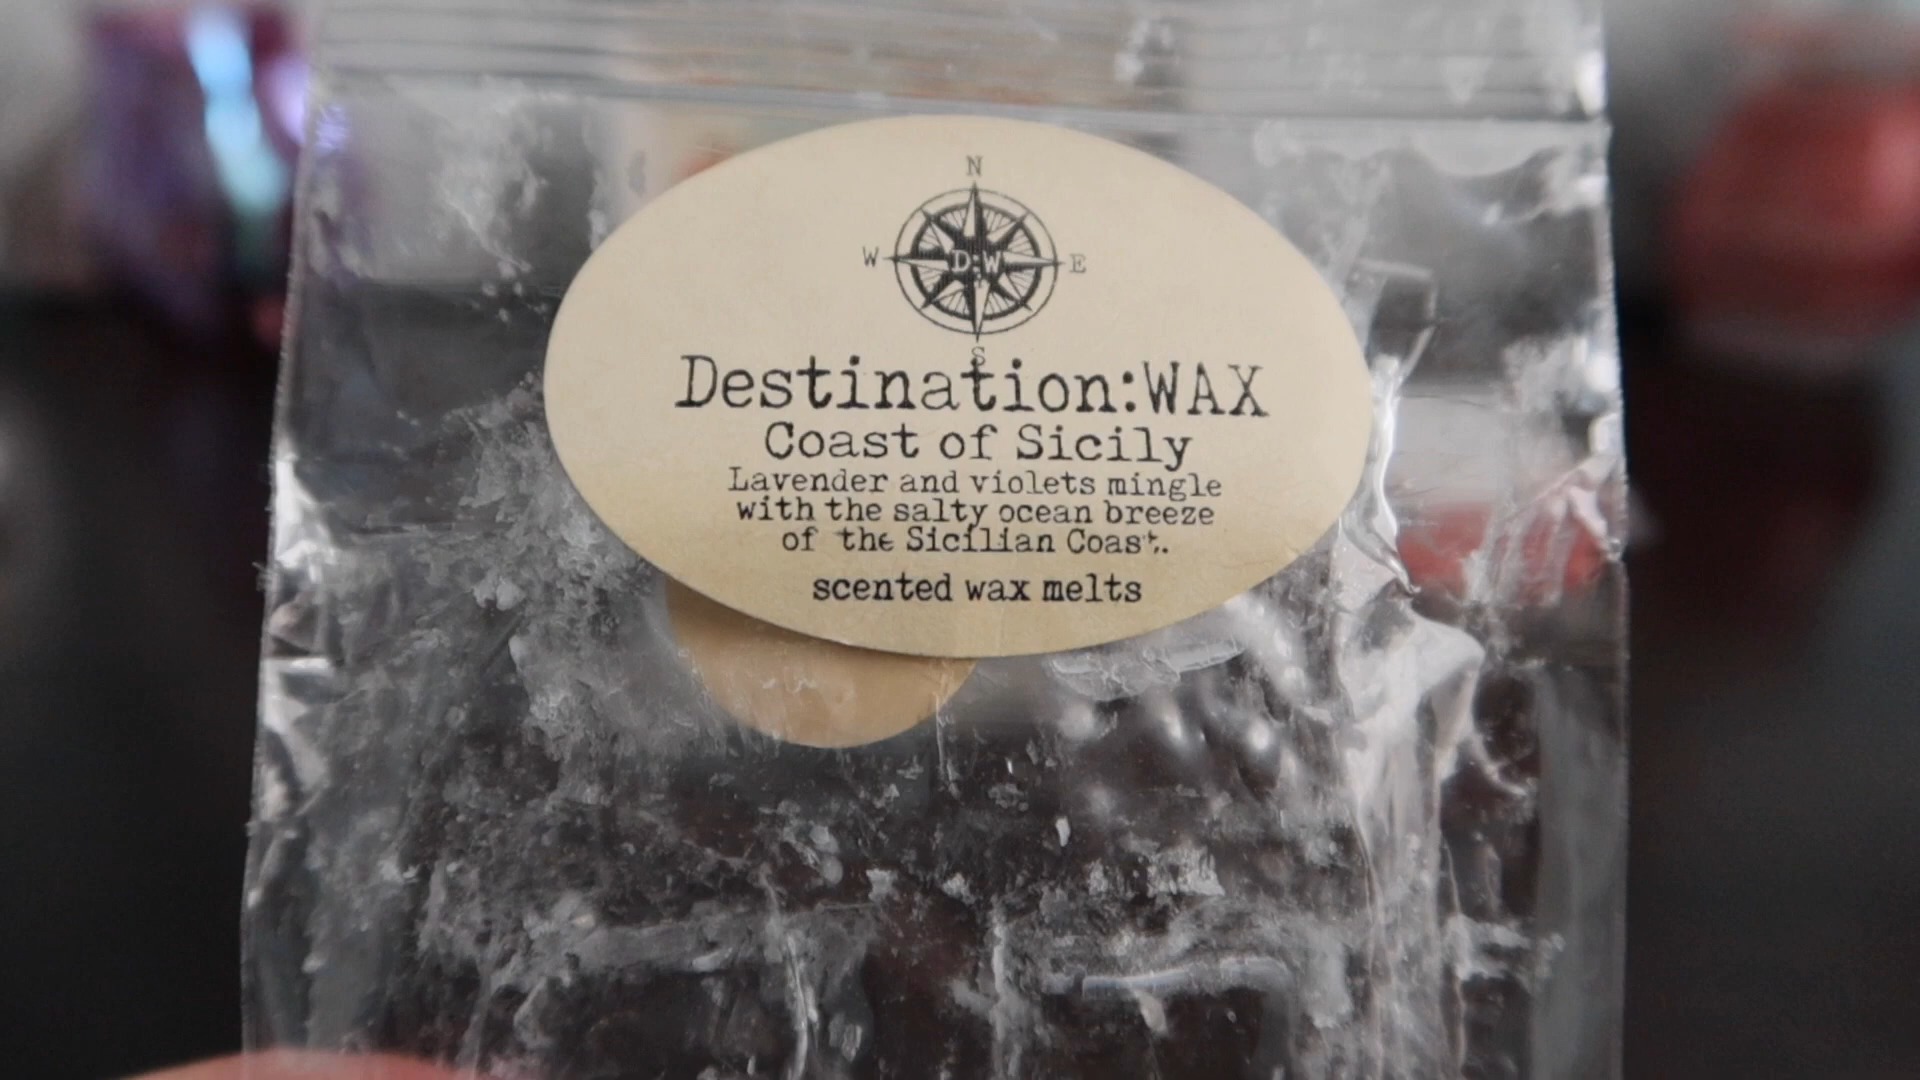 N
W D:W E
S
Destination:WAX
Coast of Sicily
Lavender and violets mingle
with the salty ocean breeze
of the Sicilian Coast.
scented wax melts